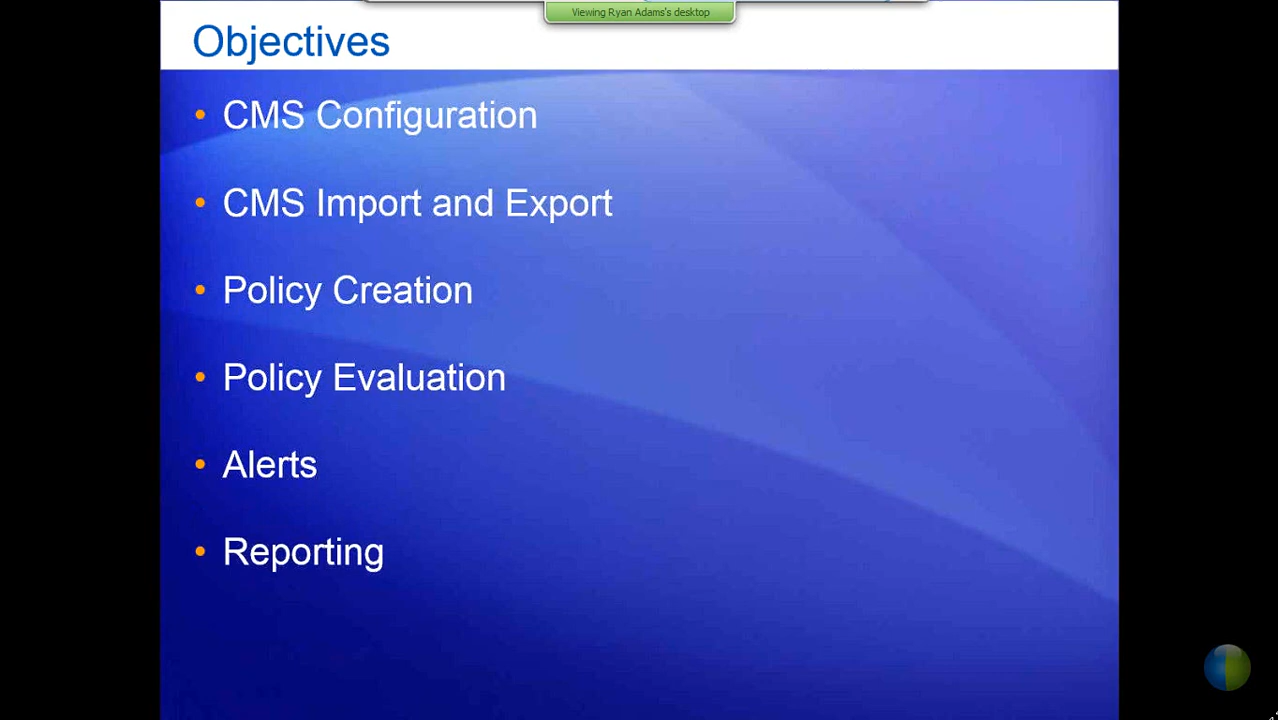 Viewing Ryan Adams's desktop
Objectives
• CMS Configuration
• CMS Import and Export
• Policy Creation
• Policy Evaluation
• Alerts
• Reporting